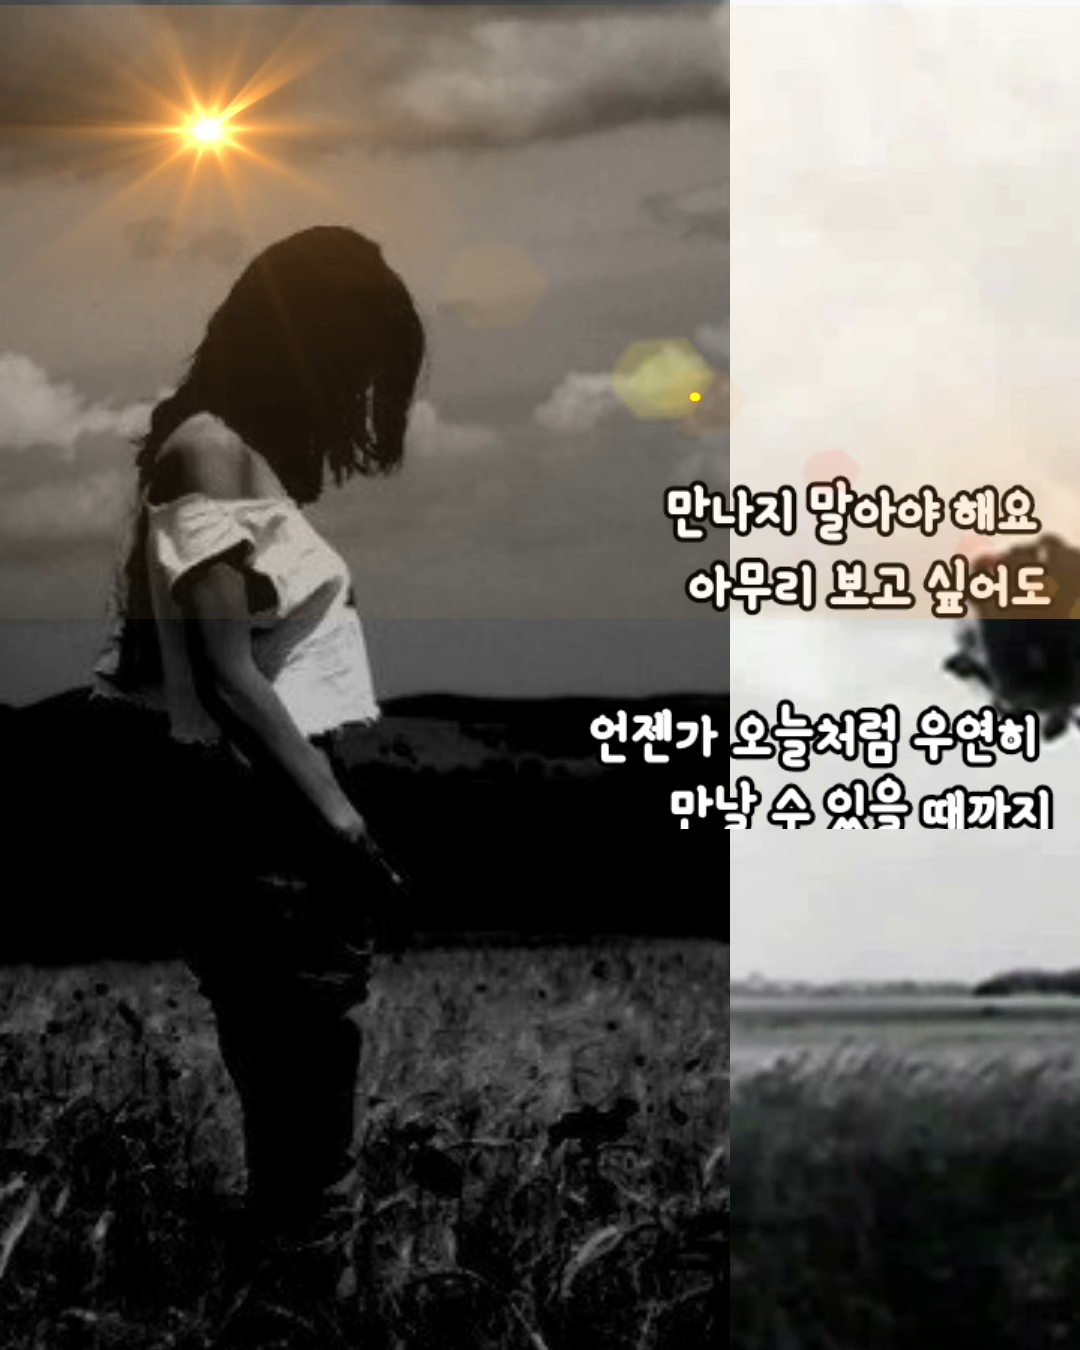 만나지 말아야 해요
아무리 보고 싶어도
언젠가 오늘처럼 우연히
만날 수 있을 때까지